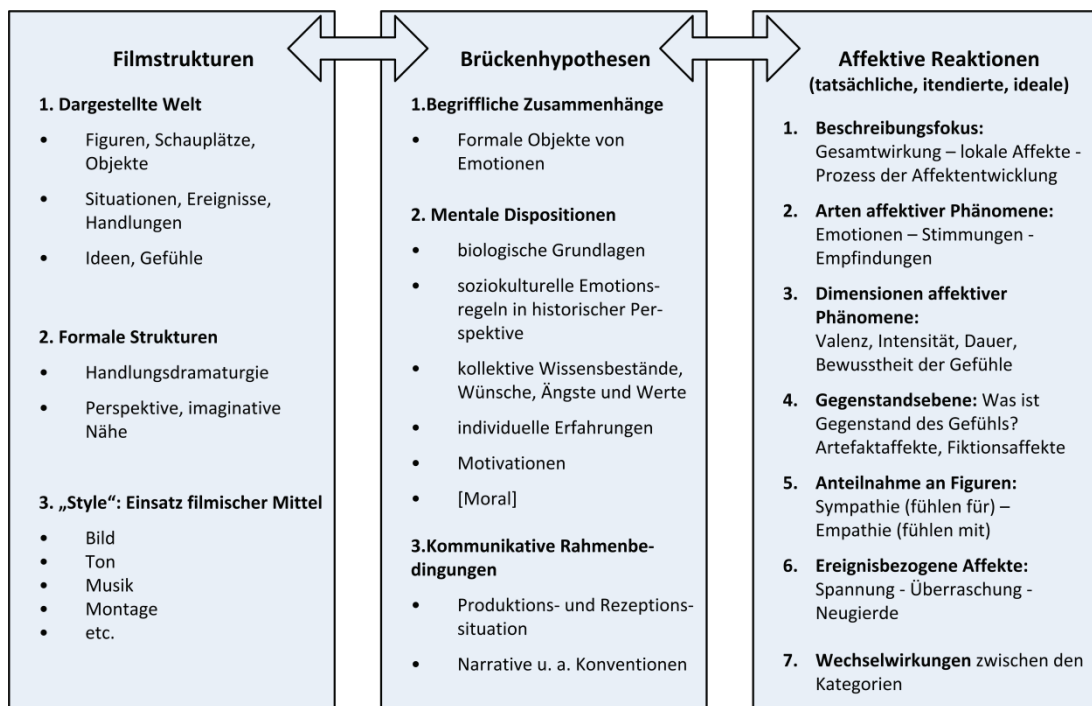 Filmstrukturen
1. Dargestellte Welt
• Figuren, Schauplätze,
Objekte
• Situationen, Ereignisse,
Handlungen
• Ideen, Gefühle
2. Formale Strukturen
• Handlungsdramaturgie
• Perspektive, imaginative
Nähe
3. „Style“: Einsatz filmischer Mittel
• Bild
• Ton
• Musik
• Montage
• etc.
Brückenhypothesen
1.Begriffliche Zusammenhänge
• Formale Objekte von
Emotionen
2. Mentale Dispositionen
• biologische Grundlagen
• soziokulturelle Emotions-
regeln in historischer Per-
spektive
• kollektive Wissensbestände,
Wünsche, Ängste und Werte
• individuelle Erfahrungen
• Motivationen
• [Moral]
3.Kommunikative Rahmenbe-
dingungen
• Produktions- und Rezeptions-
situation
• Narrative u. a. Konventionen
Affektive Reaktionen
(tatsächliche, itendierte, ideale)
1. Beschreibungsfokus:
Gesamtwirkung – lokale Affekte -
Prozess der Affektentwicklung
2. Arten affektiver Phänomene:
Emotionen – Stimmungen -
Empfindungen
3. Dimensionen affektiver
Phänomene:
Valenz, Intensität, Dauer,
Bewusstheit der Gefühle
4. Gegenstandsebene: Was ist
Gegenstand des Gefühls?
Artefaktaffekte, Fiktionsaffekte
5. Anteilnahme an Figuren:
Sympathie (fühlen für) –
Empathie (fühlen mit)
6. Ereignisbezogene Affekte:
Spannung - Überraschung -
Neugierde
7. Wechselwirkungen zwischen den
Kategorien